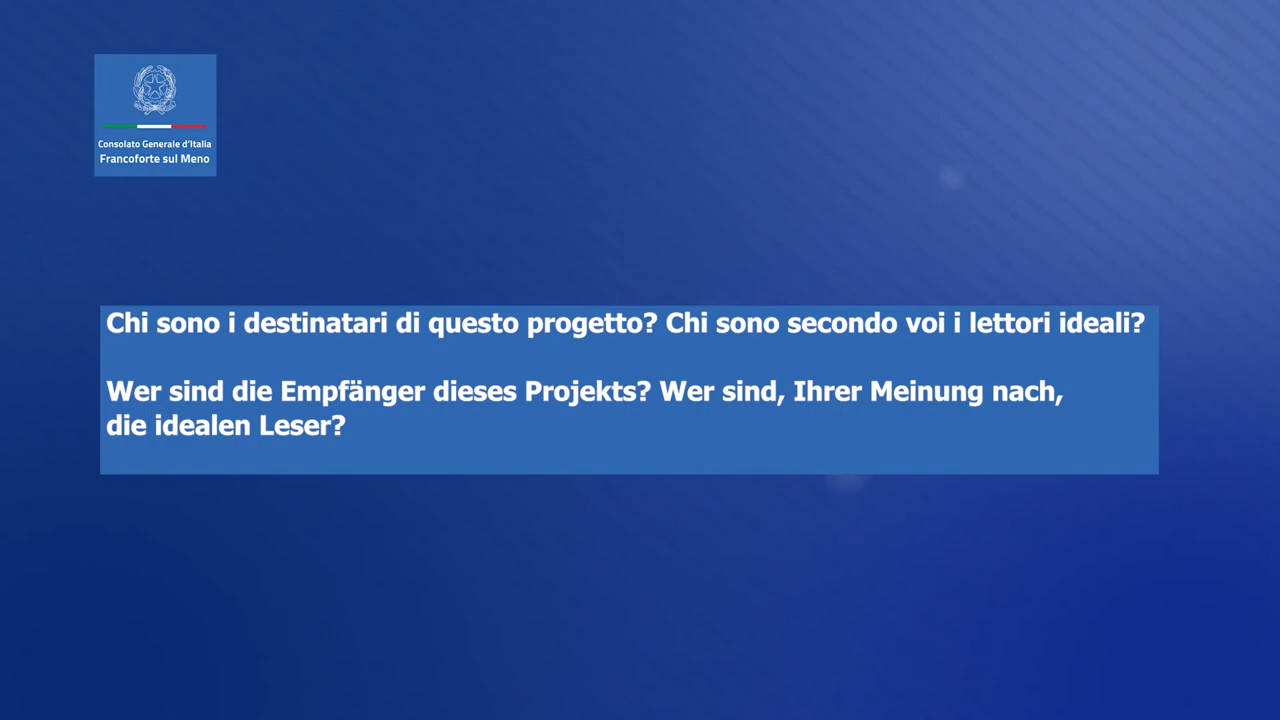 Consolato Generale d'Italia
Francoforte sul Meno
Chi sono i destinatari di questo progetto? Chi sono secondo voi i lettori ideali?
Wer sind die Empfänger dieses Projekts? Wer sind, Ihrer Meinung nach,
die idealen Leser?